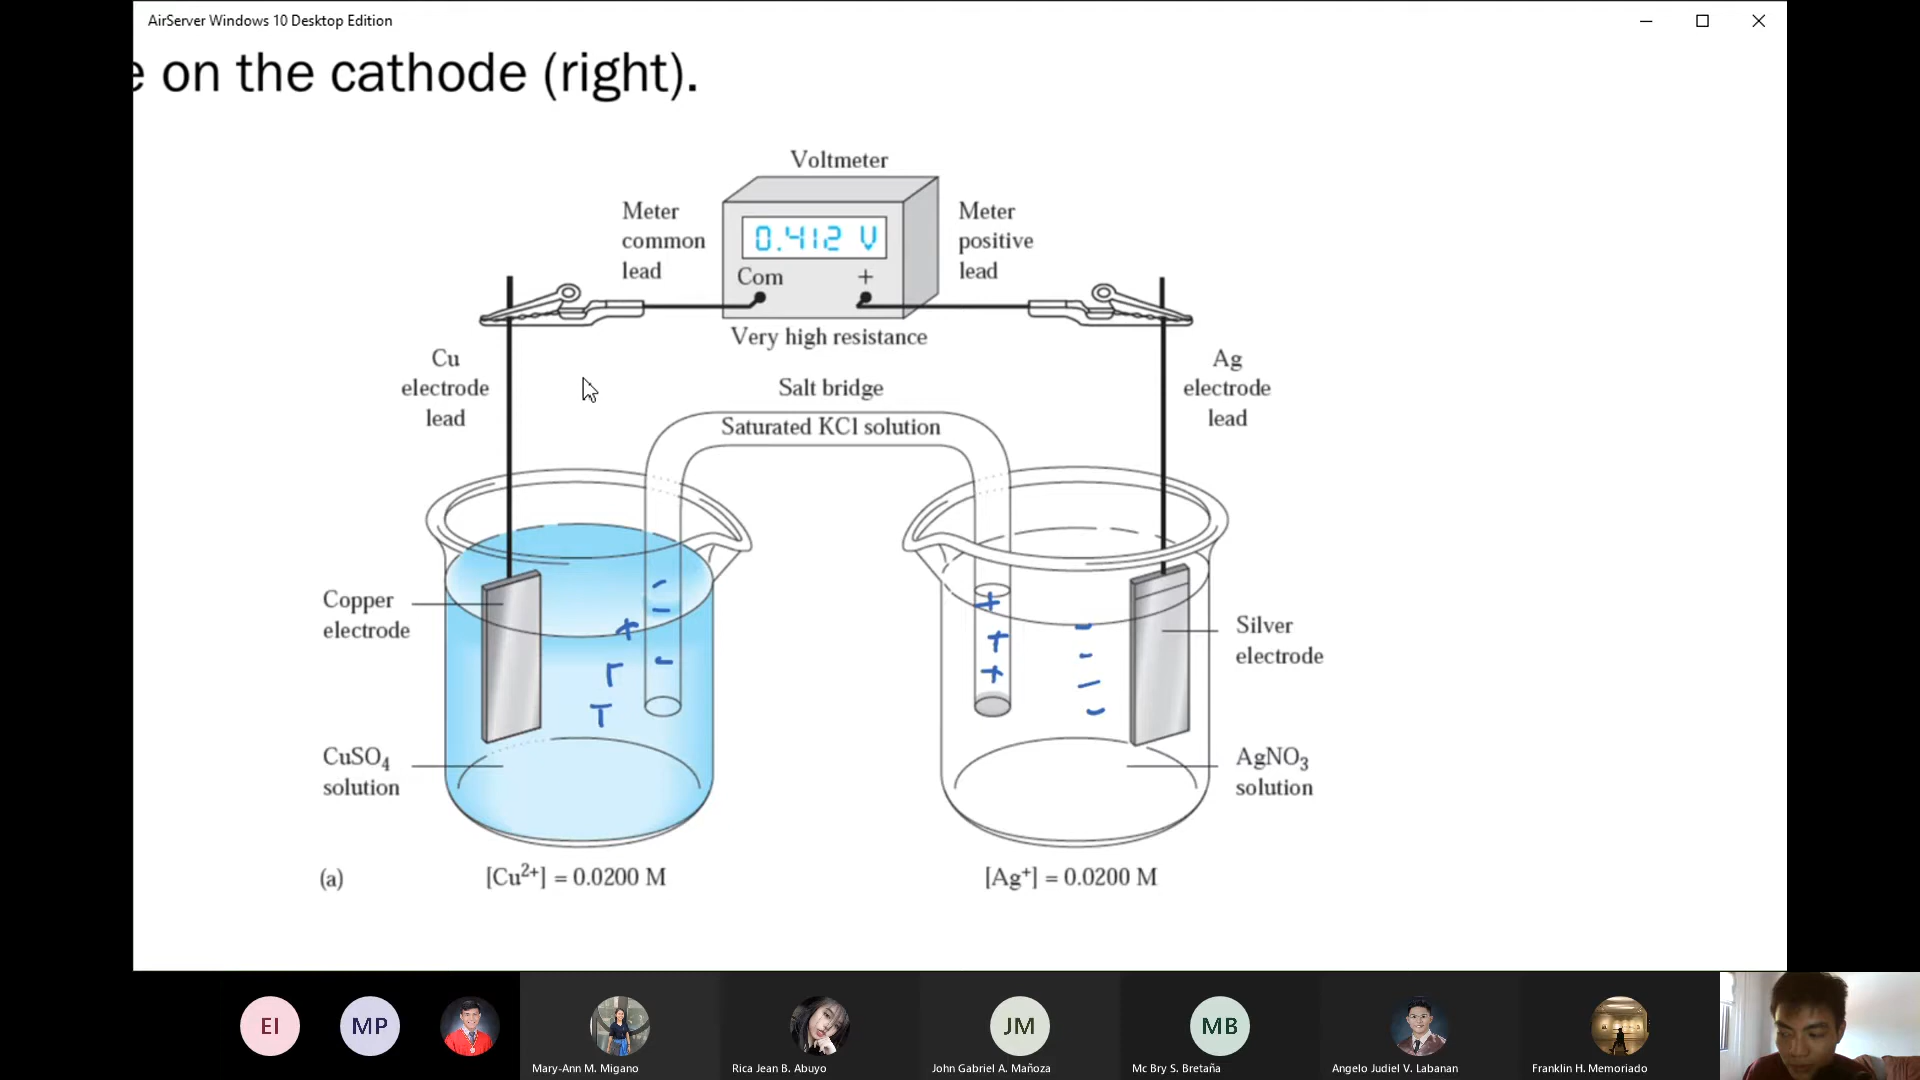 AirServer Windows 10 Desktop Edition
e on the cathode (right).
Voltmeter
Meter
common
lead
0.412 V
Com
+
Meter
positive
lead
Very high resistance
Cu
electrode
lead
Salt bridge
Saturated KCl solution
Ag
electrode
lead
Copper
electrode
Silver
electrode
CuSO₄
solution
AgNO₃
solution
(a)
[Cu²⁺] = 0.0200 M
[Ag⁺] = 0.0200 M
EI
MP
JM
MB
Mary-Ann M. Migano
Rica Jean B. Abuyo
John Gabriel A. Mañoza
Mc Bry S. Bretaña
Angelo Judiel V. Labanan
Franklin H. Memoriado